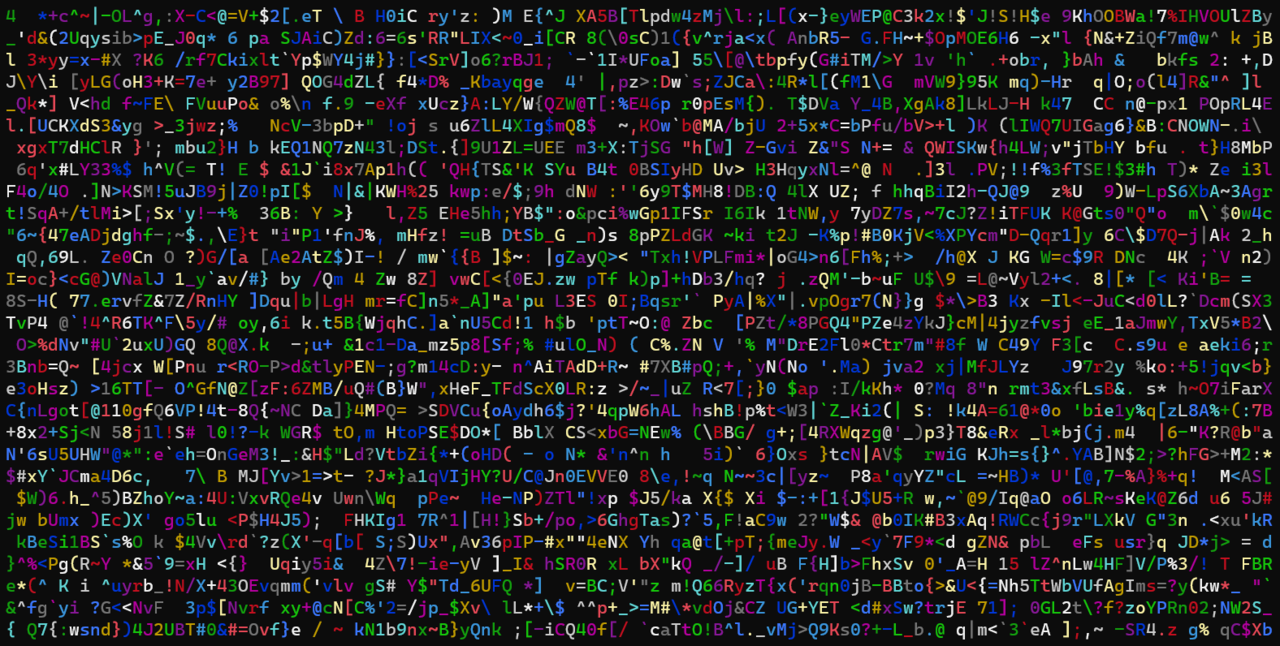 4  *+c^~|-OL^g,:X-C<@=V+$2[.eT \ B H0iC ry'z: )M E{^J XA5B[Tlpdw4zMj\l:;L[(x-}eyWEP@C3k2x!$'J!S!H$e 9KhOOBWa!7%IHVOUlZBy
_'d&(2Uqysib>pE_J0q* 6 pa SJAiC)Zd:6=6s'RR"LIX<~0_i[CR 8(\0sC)1({v^rja<x( AnbR5- G.FH~+$OpMOE6H6 -x"l {N&+ZiQf7m@w^ k jB
l 3*yy=x-#X ?K6 /rf7Ckixlt`Yp$WY4j#}}:[<SrV]o6?rBJ1; `-`1I*UFoa] 55\[@\tbpfy(G#iTM/>Y 1v 'h` .+obr, }bAh &  bkfs 2: +,D
J\Y\i [yLG(oH3+K=7e+ y2B97] QOG4dZL{ f4*D% _Kbayqge  4' |,pz>:Dw`s;ZJCa\:4R*l[(fM1\G  mVW9}95K mq)-Hr  q|O;o(l4]R&"^ ]l
_Qk*] V<hd f~FE\ FVuuPo& o%\n f.9 -eXf xUcz}A:LY/W{QZW@T[:%E46p r0pEsM{). T$DVa Y_4B,XgAk8]LkLJ-H k47  CC n@-px1 POpRL4E
l.[UCKXdS3&yg >_3jwz;%  NcV-3bpD+" !oj s u6ZlL4XIg$mQ8$  ~,KOw`b@MA/bjU 2+5x*C=bPfu/bV>+l )K (lIWQ7UIGag6}&B:CNOWN-.i\
 xgxT7dHClR }'; mbu2}H b kEQ1NQ7zN43l;DSt.{]9U1ZL=UEE m3+X:TjSG "h[W] Z-Gvi Z&"S N+= & QWISKw{h4LW;v"jTbHY bfu . t}H8MbP
 6q'x#LY33%$ h^V(= T! E $ &1J`i8x7Ap1h(( 'QH{TS&'K SYu B4t 0BSIyHD Uv> H3HqyxNl=^@ N  .]3l .PV;!!f%3fTSE!$3#h T)* Ze i3l
F4o/4O .]N>KSM!5uJB9j|Z0!pI[$  N|&|KWH%25 kwp:e/$;9h dNW :''6y9T$MH8!DB:Q 4lX UZ; f hhqBiI2h-QJ@9  z%U  9)W-LpS6XbA~3Agr
t!SqA+/tlMi>[;Sx'y!-+%  36B: Y >}   l,Z5 EHe5hh;YB$":o&pci%wGp1IFSr I6Ik 1tNW,y 7yDZ7s,~7cJ?Z!iTFUK K@Gts0"Q"o  m\`$0w4c
"6~{47eADjdghf-;~$.,\E}t "i"P1'fnJ%, mHfz! =uB DtSb_G _n)s 8pPZLdGK ~ki t2J -K%p!#B0KjV<%XPYcm"D-Qqr1]y 6C\$D7Q-j|Ak 2_h
 qQ,69L. Ze0Cn O ?)G/[a [Ae2AtZ$)I-! / mw`{{B ]$~:  |gZayQ>< "Txh!VPLFmi*|oG4>n6[Fh%;+>  /h@X J KG W=c$9R DNc  4K ;`V n2)
I=oc}<cG@)VNalJ 1_y`av/#} by /Qm 4 Zw 8Z] vwC[<{0EJ.zw pTf k)p]+hDb3/hq? j .zQM'-b~uF U$\9 =L@~Vyl2+<. 8|[* [< Ki'B= =
8S-H( 77.ervfZ&7Z/RnHY ]Dqu|b|LgH mr=fC]n5*_A]"a'pu L3ES 0I;Bqsr'` PyA|%X"|.vpOgr7(N}}g $*\>B3 Kx -Il<-JuC<d0lL?`Dcm(SX3
TvP4 @`!4^R6TK^F\5y/# oy,6i k.t5B{WjqhC.]a`nU5Cd!1 h$b 'ptT~O:@ Zbc  [PZt/*8PGQ4"PZe4zYkJ}cM|4jyzfvsj eE_1aJmwY,TxV5*B2\
 O>%dNv"#U`2uxU)GQ 8Q@X.k  -;u+ &1c1-Da_mz5p8[Sf;% #ulO_N) ( C%.ZN V '% M"DrE2Fl0*Ctr7m"#8f W C49Y F3[c  C.s9u e aeki6;r
3Bnb=Q~ [4jcx W[Pnu r<RO-P>d&tlyPEN-;g?m14cD:y- n^AiTAdD+R~ #7XB#pQ;+,`yN(No '.Ma) jva2 xj|MfJLYz  J97r2y %ko:+5!jqv<b}
e3oHsz) >16TT[- O^GfN@Z[zF:6ZMB/uQ#(B}W",xHeF_TFdScX0LR:z >/~_|uZ R<7[;}0 $ap :I/kKh* 0?Mq 8"n rmt3&xfLsB&. s* h~O7iFarX
C{nLgot[@110gfQ6VP!4t-8Q{~NC Da]}4MPQ= >SDVCu{oAydh6$j?'4qpW6hAL hshB!p%t<W3|`Z_Ki2(| S: !k4A=61@*0o 'bie1y%q[zL8A%+(:7B
+8x2+Sj<N 58j1l!S# l0!?-k WGR$ tO,m HtoPSE$DO*[ BblX CS<xbG=NEw% (\BBG/ g+;[4RXWqzg@'_)p3}T8&eRx _l*bj(j.m4  |6-"K?R@b"a
N'6sU5UHW"@*":e`eh=OnGeM3!_:&H$"Ld?VtbZi{*+(oHD( - o N* &'n^n h  5i)` 6}Oxs }tcN|AV$  rwiG KJh=s{}^.YAB]N$2;>?hFG>+M2:*
$#xY`JCma4D6c,  7\ B MJ[Yv>1=>t- ?J*}a1qVIjHY?U/C@Jn0EVVE0 8\e,!~q N~~3c|[yz~  P8a'qyYZ"cL =~HB)* U'[@,7-%A}%+q!  M<AS[
 $W)6.h_^5)BZhoY~a:4U:VxvRQe4v Uwn\Wq  pPe~  He-NP)ZTl"!xp $J5/ka X{$ Xi $-:+[1{J$U5+R w,~`@9/Iq@aO o6LR~sKeK@Z6d u6 5J#
jw bUmx )Ec)X' go5lu <P$H4J5);  FHKIg1 7R^1|[H!}Sb+/po,>6GhgTas)?`5,F!aC9w 2?"W$& @b0IK#B3xAq!RWCc{j9r"LXkV G"3n .<xu'kR
 kBeSi1BS`s%O k $4Vv\rd`?z(X'-q[b[ S;S)Ux",Av36pIP-#x""4eNX Yh qa@t[+pT;{meJy.W _<y`7F9*<d gZN& pbL  eFs usr}q JD*j> = d
}^%<Pg(R~Y *&5`9=xH <{}  Uqiy5i&  4Z\7!-ie-yV ]_I& hSR0R xL bX"kQ _/-]/ uB F{H]b>FhxSv 0'_A=H 15 lZ^nLw4HF]V/P%3/! T FBR
e*(^ K i ^uyrb_!N/X+43OEvqmm('vlv gS# Y$"Td_6UFQ *]  v=BC;V'"z m!Q66RyzT{x('rqn0jB-BBto{>&U<{=Nh5TtWbVUfAgIms=?y(kw*_ "`
&^fg`yi ?G<<NvF  3p$[Nvrf xy+@cN[C%'2=/jp_$Xv\ lL*+\$ ^^p+_>=M#\*vdOj&CZ UG+YET <d#xSw?trjE 71]; 0GL2t\?f?zoYPRn02;NW2S_
{ Q7{:wsnd})4J2UBT#0&#=Ovf}e / ~ kN1b9nx~B}yQnk ;[-iCQ40f[/ `caTtO!B^l._vMj>Q9Ks0?+-L_b.@ q|m<`3`eA ];,~ -SR4.z g% qC$Xb